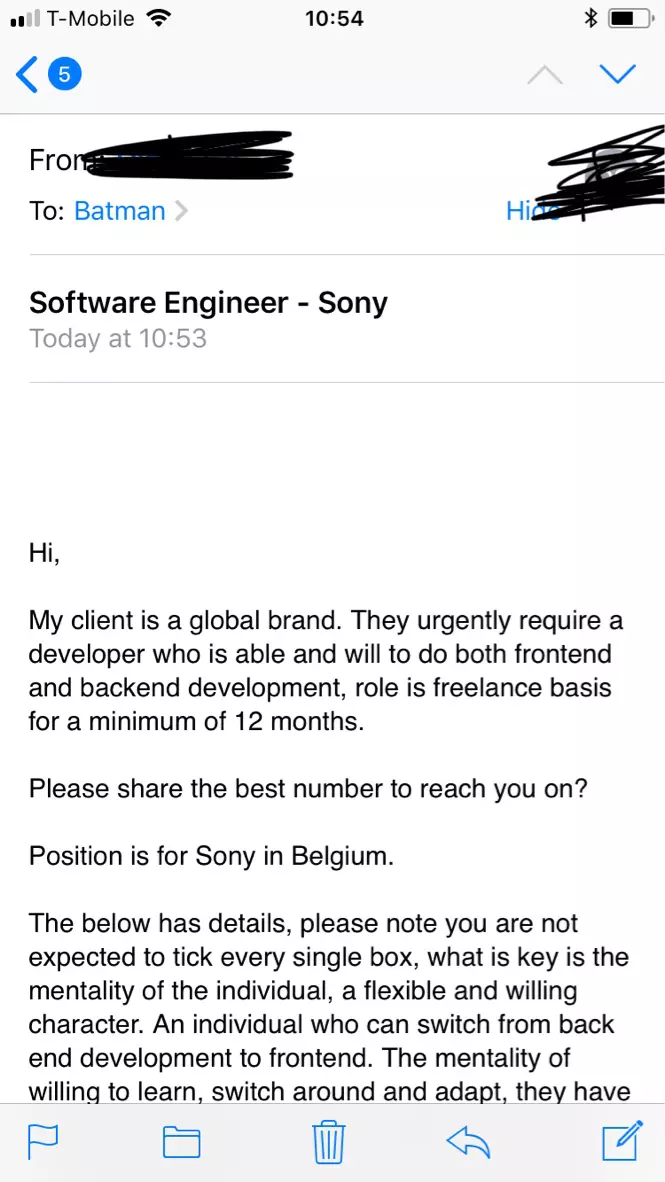 T-Mobile 10:54
5
From:
To: Batman
Software Engineer - Sony
Today at 10:53
Hi,
My client is a global brand. They urgently require a
developer who is able and will to do both frontend
and backend development, role is freelance basis
for a minimum of 12 months.
Please share the best number to reach you on?
Position is for Sony in Belgium.
The below has details, please note you are not
expected to tick every single box, what is key is the
mentality of the individual, a flexible and willing
character. An individual who can switch from back
end development to frontend. The mentality of
willing to learn, switch around and adapt, they have